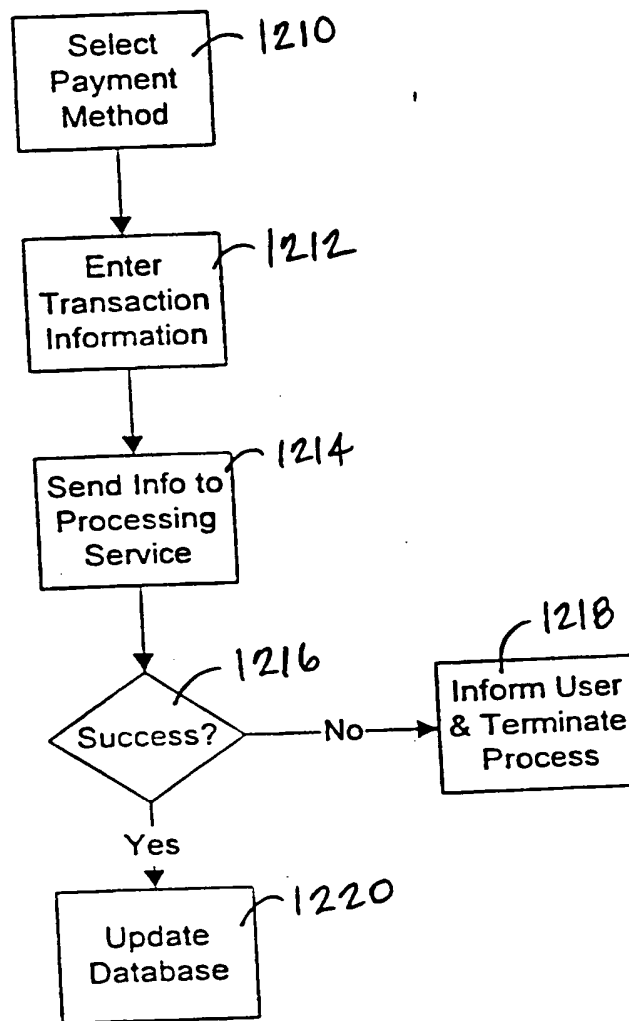 Select
Payment
Method
1210
Enter
Transaction
Information
1212
Send Info to
Processing
Service
1214
Success?
1216
No
Inform User
& Terminate
Process
1218
Yes
Update
Database
1220